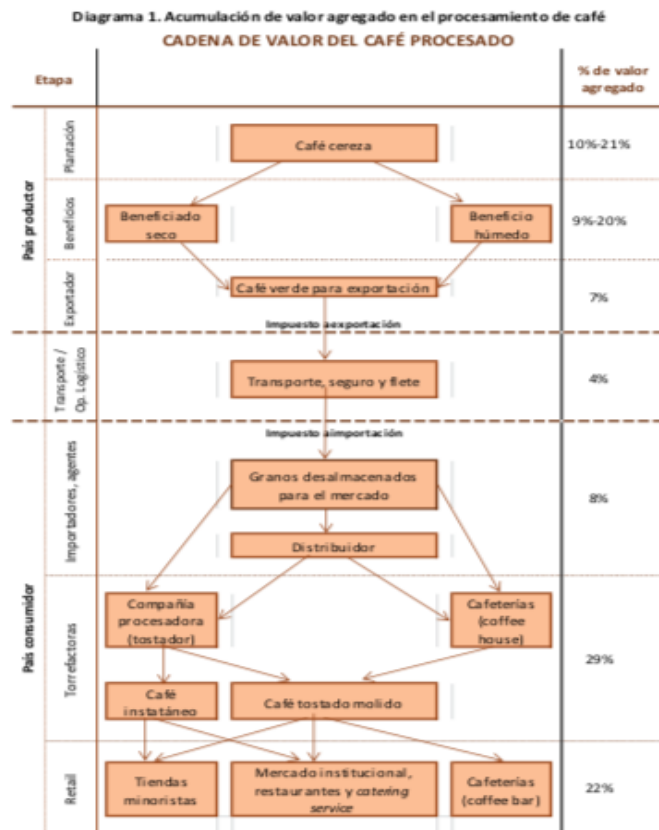 Diagrama 1. Acumulación de valor agregado en el procesamiento de café
CADENA DE VALOR DEL CAFÉ PROCESADO
Etapa
% de valor
agregado
País productor
Plantación
Café cereza
10%-21%
Beneficios
Beneficiado
seco
Beneficio
húmedo
9%-20%
Exportador
Café verde para exportación
7%
Impuesto aexportación
Transporte /
Op. Logístico
Transporte, seguro y flete
4%
Impuesto aimportación
País consumidor
Importadores, agentes
Granos desalmacenados
para el mercado
8%
Distribuidor
Torrefactoras
Compañía
procesadora
(tostador)
Cafeterías
(coffee
house)
29%
Café
instatáneo
Café tostado molido
Retail
Tiendas
minoristas
Mercado institucional,
restaurantes y catering
service
Cafeterías
(coffee bar)
22%